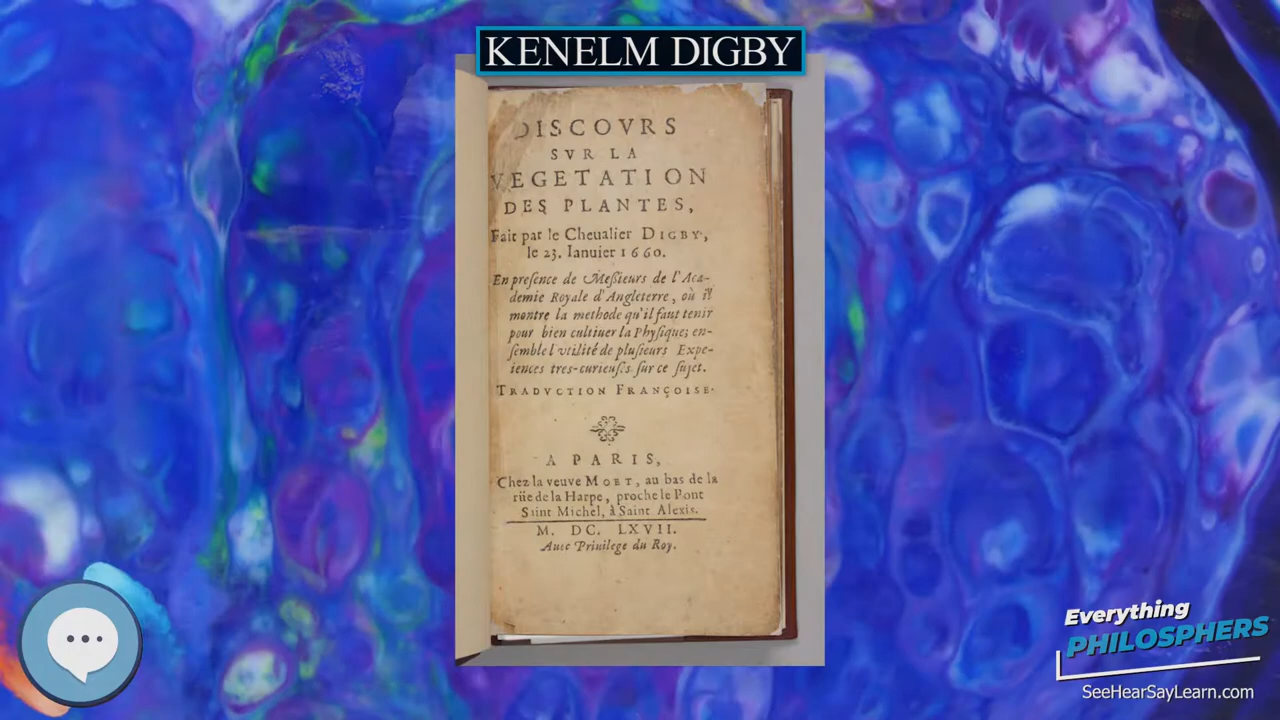 KENELM DIGBY
DISCOVRS
SVR LA
VEGETATION
DES PLANTES,
Fait par le Cheualier DIGBY,
le 23. Ianuier 1660.
En preſence de Meſsieurs de l'Aca-
demie Royale d'Angleterre, où il
montre la methode qu'il faut tenir
pour bien cultiuer la Phyſique; en-
ſemble l'vtilité de pluſieurs Expe-
iences tres-curieuſes ſur ce ſujet.
TRADVCTION FRANÇOISE.
A PARIS,
Chez la veuve MOET, au bas de la
rüe de la Harpe, proche le Pont
Saint Michel, à Saint Alexis.
M. DC. LXVII.
Auec Priuilege du Roy.
Everything
PHILOSPHERS
SeeHearSayLearn.com